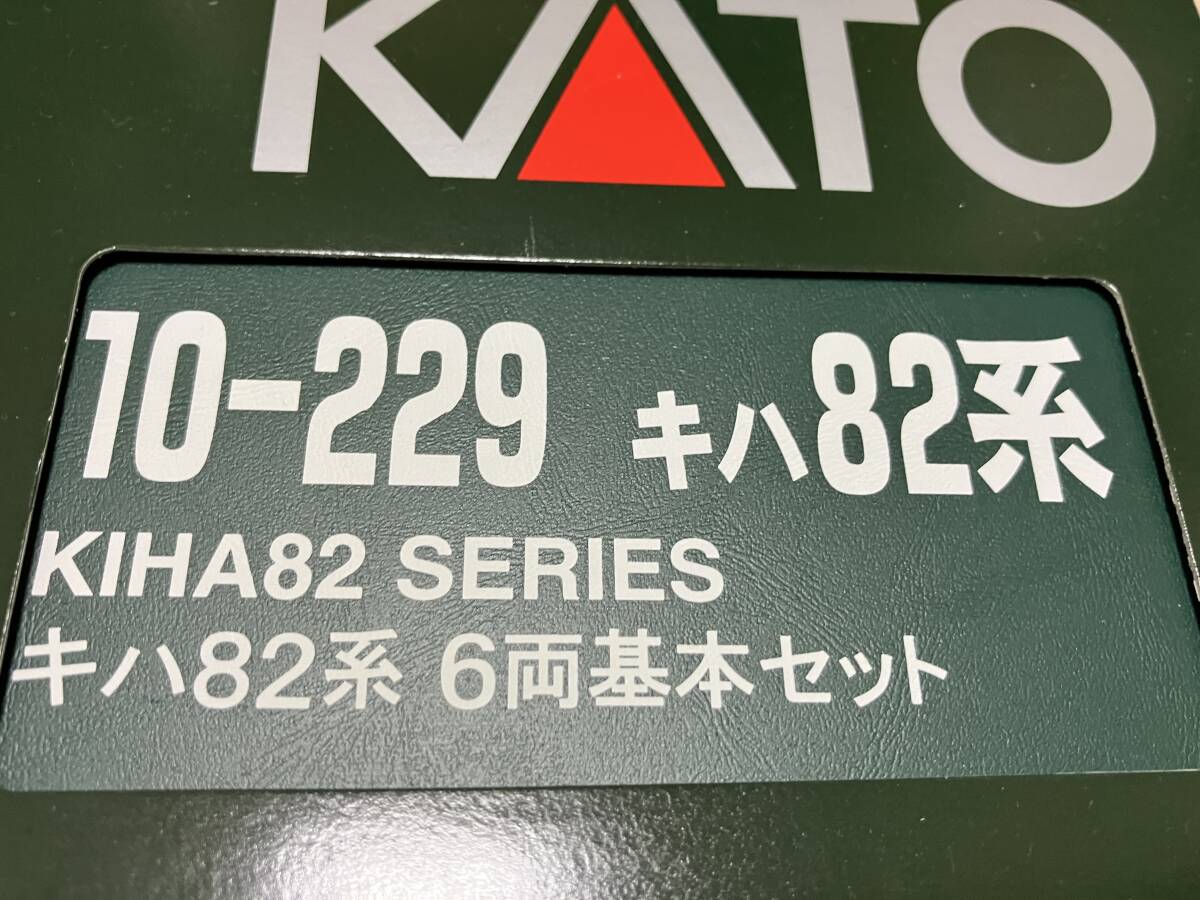 KATO
10-229 キハ82系
KIHA82 SERIES
キハ82系 6両基本セット